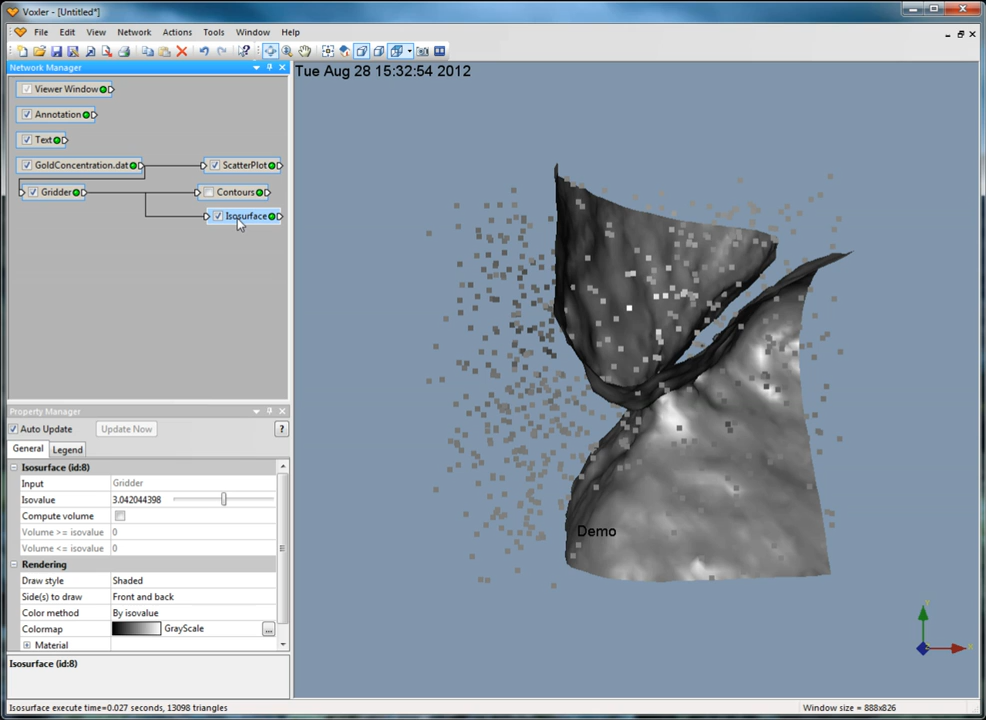 Voxler - [Untitled*]
File Edit View Network Actions Tools Window Help
Network Manager
Tue Aug 28 15:32:54 2012
Viewer Window
Annotation
Text
GoldConcentration.dat
ScatterPlot
Gridder
Contours
Isosurface
Demo
Property Manager
Auto Update
Update Now
?
General
Legend
Isosurface (id:8)
Input Gridder
Isovalue 3.042044398
Compute volume
Volume >= isovalue 0
Volume <= isovalue 0
Rendering
Draw style Shaded
Side(s) to draw Front and back
Color method By isovalue
Colormap GrayScale ...
Material
Isosurface (id:8)
Isosurface execute time=0.027 seconds, 13098 triangles
Window size = 888x826